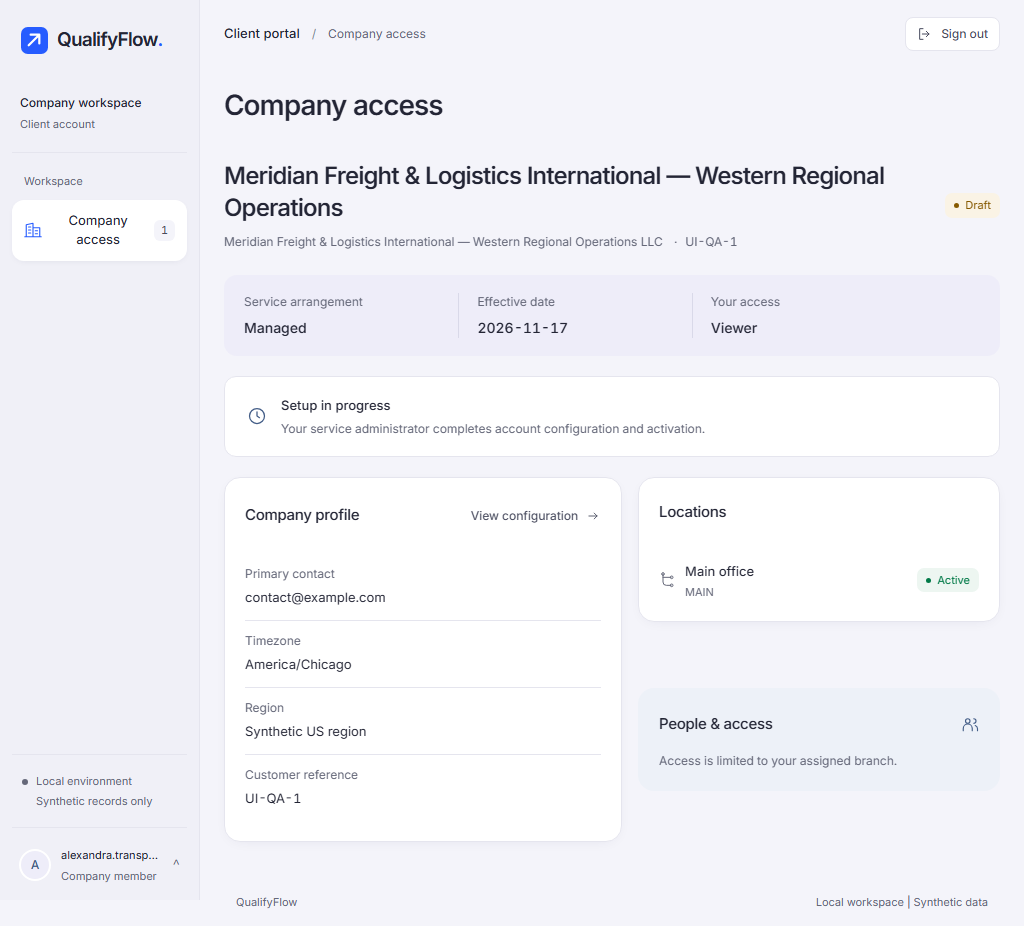 QualifyFlow.
Company workspace
Client account
Workspace
Company
access
1
Local environment
Synthetic records only
A
alexandra.transp...
Company member
^
Client portal / Company access
Sign out
Company access
Meridian Freight & Logistics International — Western Regional
Operations
Draft
Meridian Freight & Logistics International — Western Regional Operations LLC · UI-QA-1
Service arrangement
Managed
Effective date
2026-11-17
Your access
Viewer
Setup in progress
Your service administrator completes account configuration and activation.
Company profile
View configuration →
Primary contact
contact@example.com
Timezone
America/Chicago
Region
Synthetic US region
Customer reference
UI-QA-1
Locations
Main office
MAIN
Active
People & access
Access is limited to your assigned branch.
QualifyFlow
Local workspace | Synthetic data